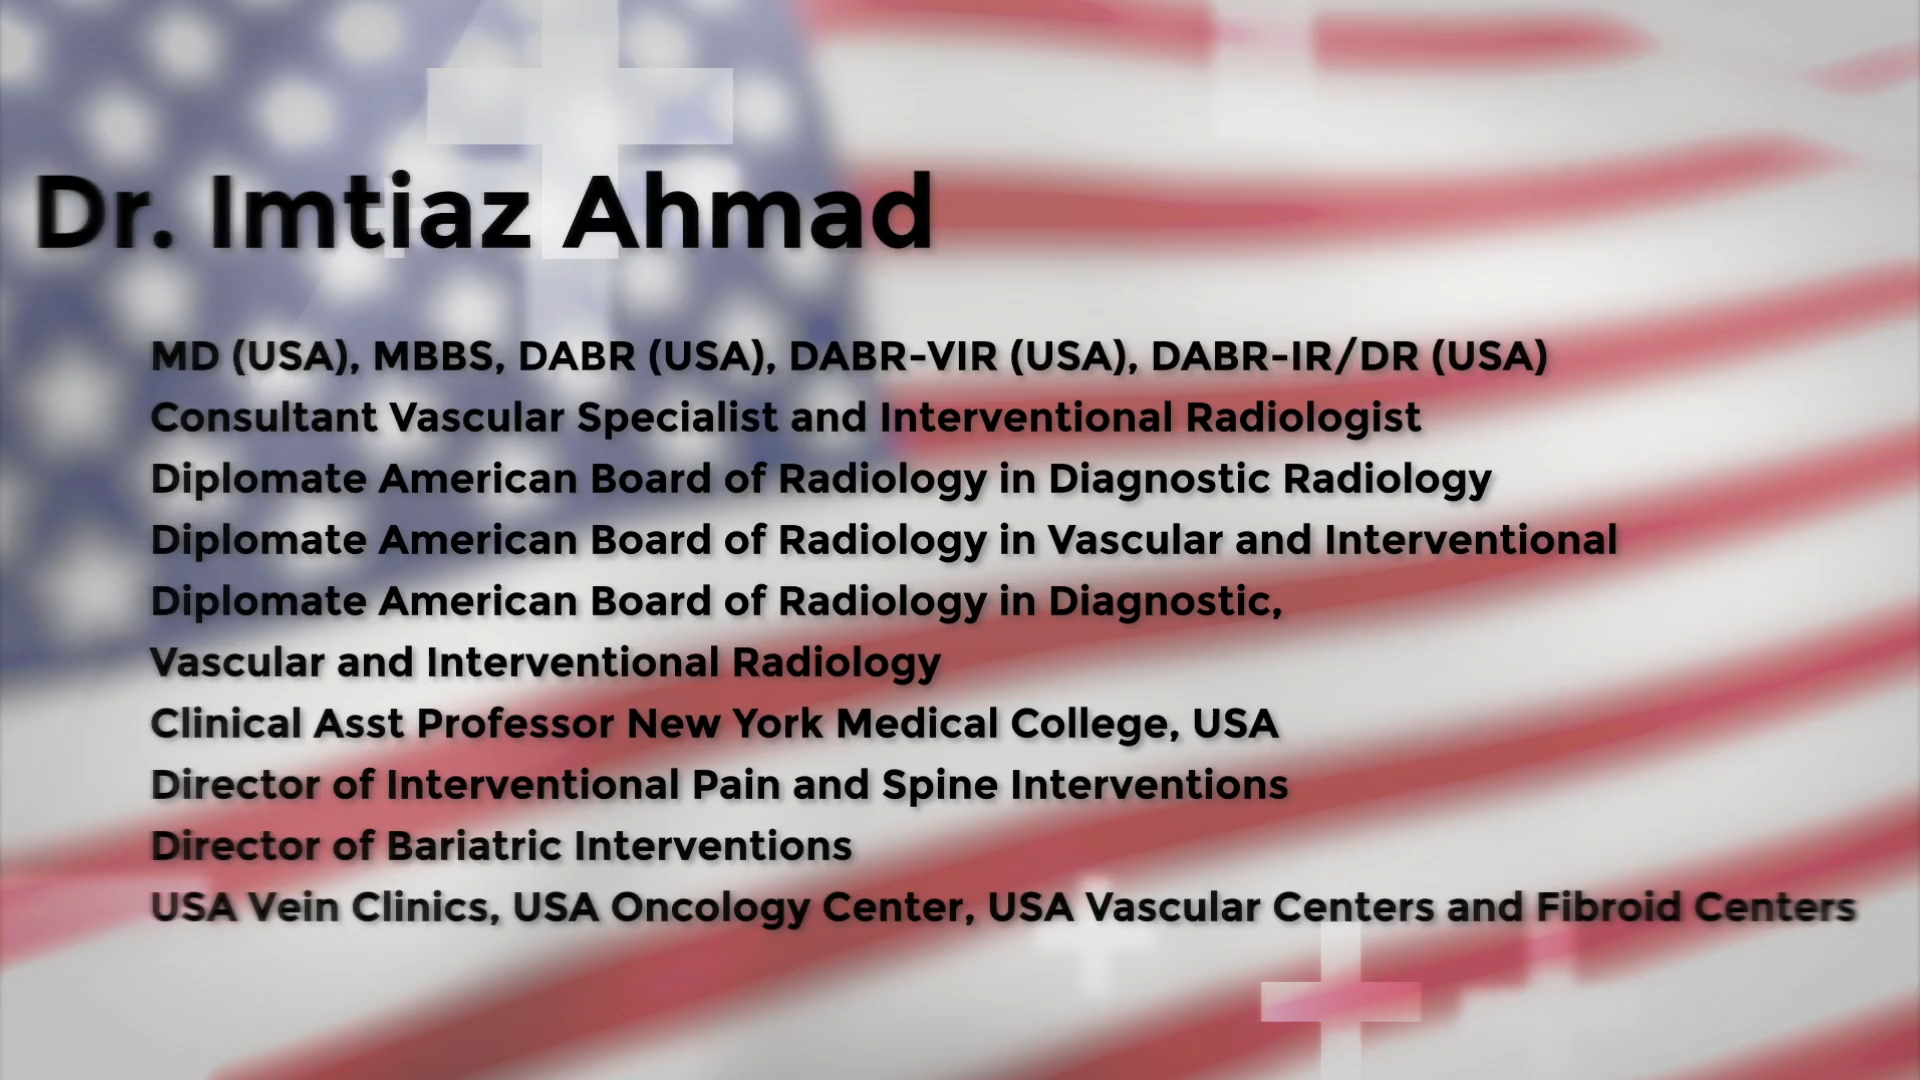 Dr. Imtiaz Ahmad
MD (USA), MBBS, DABR (USA), DABR-VIR (USA), DABR-IR/DR (USA)
Consultant Vascular Specialist and Interventional Radiologist
Diplomate American Board of Radiology in Diagnostic Radiology
Diplomate American Board of Radiology in Vascular and Interventional
Diplomate American Board of Radiology in Diagnostic,
Vascular and Interventional Radiology
Clinical Asst Professor New York Medical College, USA
Director of Interventional Pain and Spine Interventions
Director of Bariatric Interventions
USA Vein Clinics, USA Oncology Center, USA Vascular Centers and Fibroid Centers